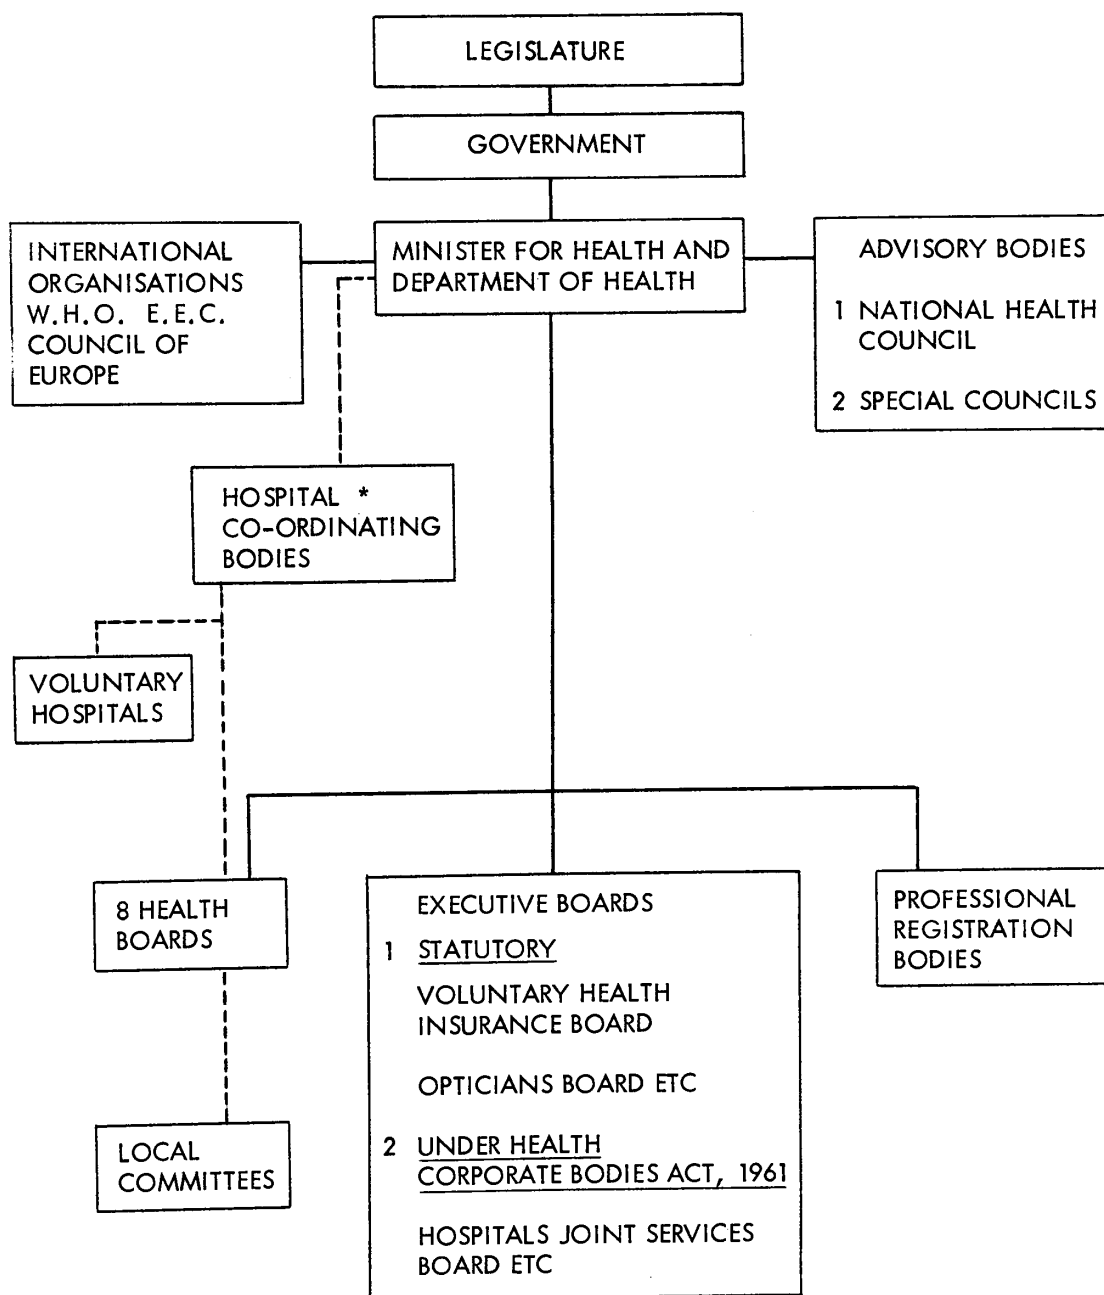 LEGISLATURE
GOVERNMENT
INTERNATIONAL
ORGANISATIONS
W.H.O. E.E.C.
COUNCIL OF
EUROPE
MINISTER FOR HEALTH AND
DEPARTMENT OF HEALTH
ADVISORY BODIES
1 NATIONAL HEALTH
COUNCIL
2 SPECIAL COUNCILS
HOSPITAL *
CO-ORDINATING
BODIES
VOLUNTARY
HOSPITALS
8 HEALTH
BOARDS
LOCAL
COMMITTEES
EXECUTIVE BOARDS
1 STATUTORY
VOLUNTARY HEALTH
INSURANCE BOARD
OPTICIANS BOARD ETC
2 UNDER HEALTH
CORPORATE BODIES ACT, 1961
HOSPITALS JOINT SERVICES
BOARD ETC
PROFESSIONAL
REGISTRATION
BODIES